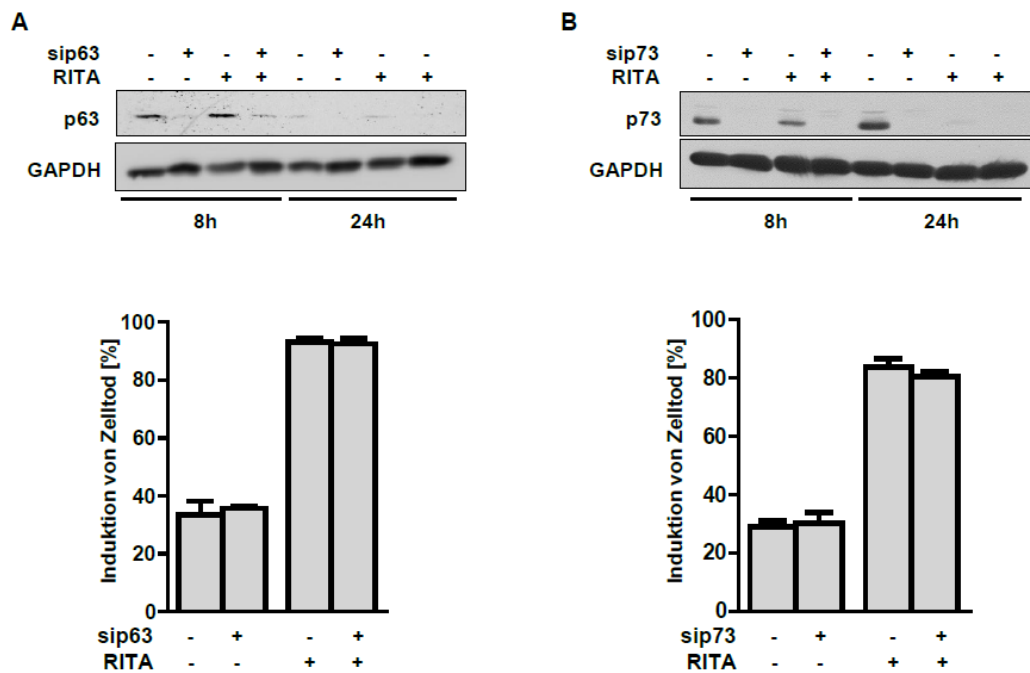 A
sip63 - + - + - + - -
RITA - - + + - - + +
p63
GAPDH
8h 24h
B
sip73 - + - + - + - -
RITA - - + + - - + +
p73
GAPDH
8h 24h
Induktion von Zelltod [%]
100
80
60
40
20
0
sip63 - + - +
RITA - - + +
Induktion von Zelltod [%]
100
80
60
40
20
0
sip73 - + - +
RITA - - + +